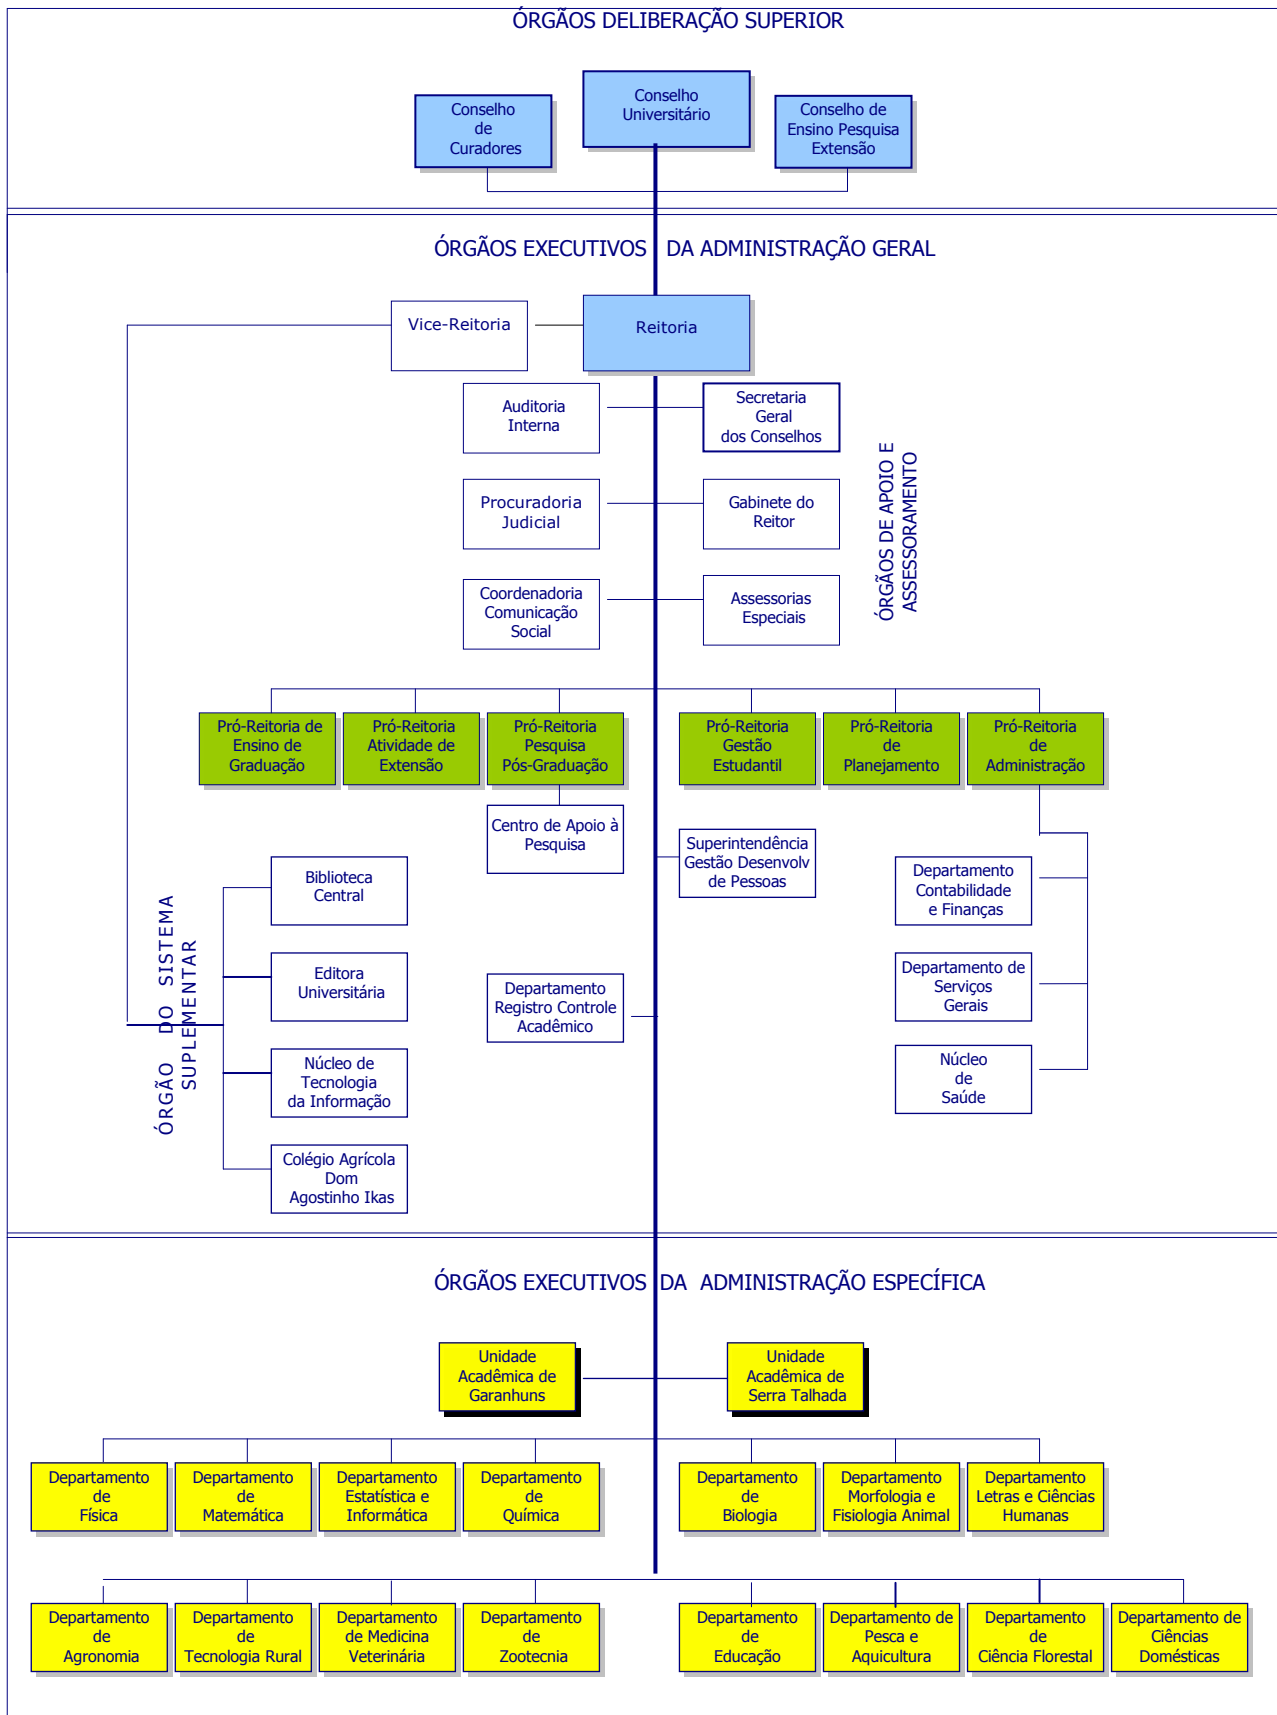 ÓRGÃOS DELIBERAÇÃO SUPERIOR
Conselho
de
Curadores
Conselho
Universitário
Conselho de
Ensino Pesquisa
Extensão
ÓRGÃOS EXECUTIVOS DA ADMINISTRAÇÃO GERAL
Vice-Reitoria
Reitoria
Auditoria
Interna
Secretaria
Geral
dos Conselhos
Procuradoria
Judicial
Gabinete do
Reitor
Coordenadoria
Comunicação
Social
Assessorias
Especiais
ÓRGÃOS DE APOIO E
ASSESSORAMENTO
Pró-Reitoria de
Ensino de
Graduação
Pró-Reitoria
Atividade de
Extensão
Pró-Reitoria
Pesquisa
Pós-Graduação
Pró-Reitoria
Gestão
Estudantil
Pró-Reitoria
de
Planejamento
Pró-Reitoria
de
Administração
Centro de Apoio à
Pesquisa
Superintendência
Gestão Desenvolv
de Pessoas
Departamento
Contabilidade
e Finanças
Biblioteca
Central
ÓRGÃO DO SISTEMA
SUPLEMENTAR
Editora
Universitária
Departamento
Registro Controle
Acadêmico
Departamento de
Serviços
Gerais
Núcleo de
Tecnologia
da Informação
Núcleo
de
Saúde
Colégio Agrícola
Dom
Agostinho Ikas
ÓRGÃOS EXECUTIVOS DA ADMINISTRAÇÃO ESPECÍFICA
Unidade
Acadêmica de
Garanhuns
Unidade
Acadêmica de
Serra Talhada
Departamento
de
Física
Departamento
de
Matemática
Departamento
Estatística e
Informática
Departamento
de
Química
Departamento
de
Biologia
Departamento
Morfologia e
Fisiologia Animal
Departamento
Letras e Ciências
Humanas
Departamento
de
Agronomia
Departamento
de
Tecnologia Rural
Departamento
de Medicina
Veterinária
Departamento
de
Zootecnia
Departamento
de
Educação
Departamento de
Pesca e
Aquicultura
Departamento
de
Ciência Florestal
Departamento de
Ciências
Domésticas